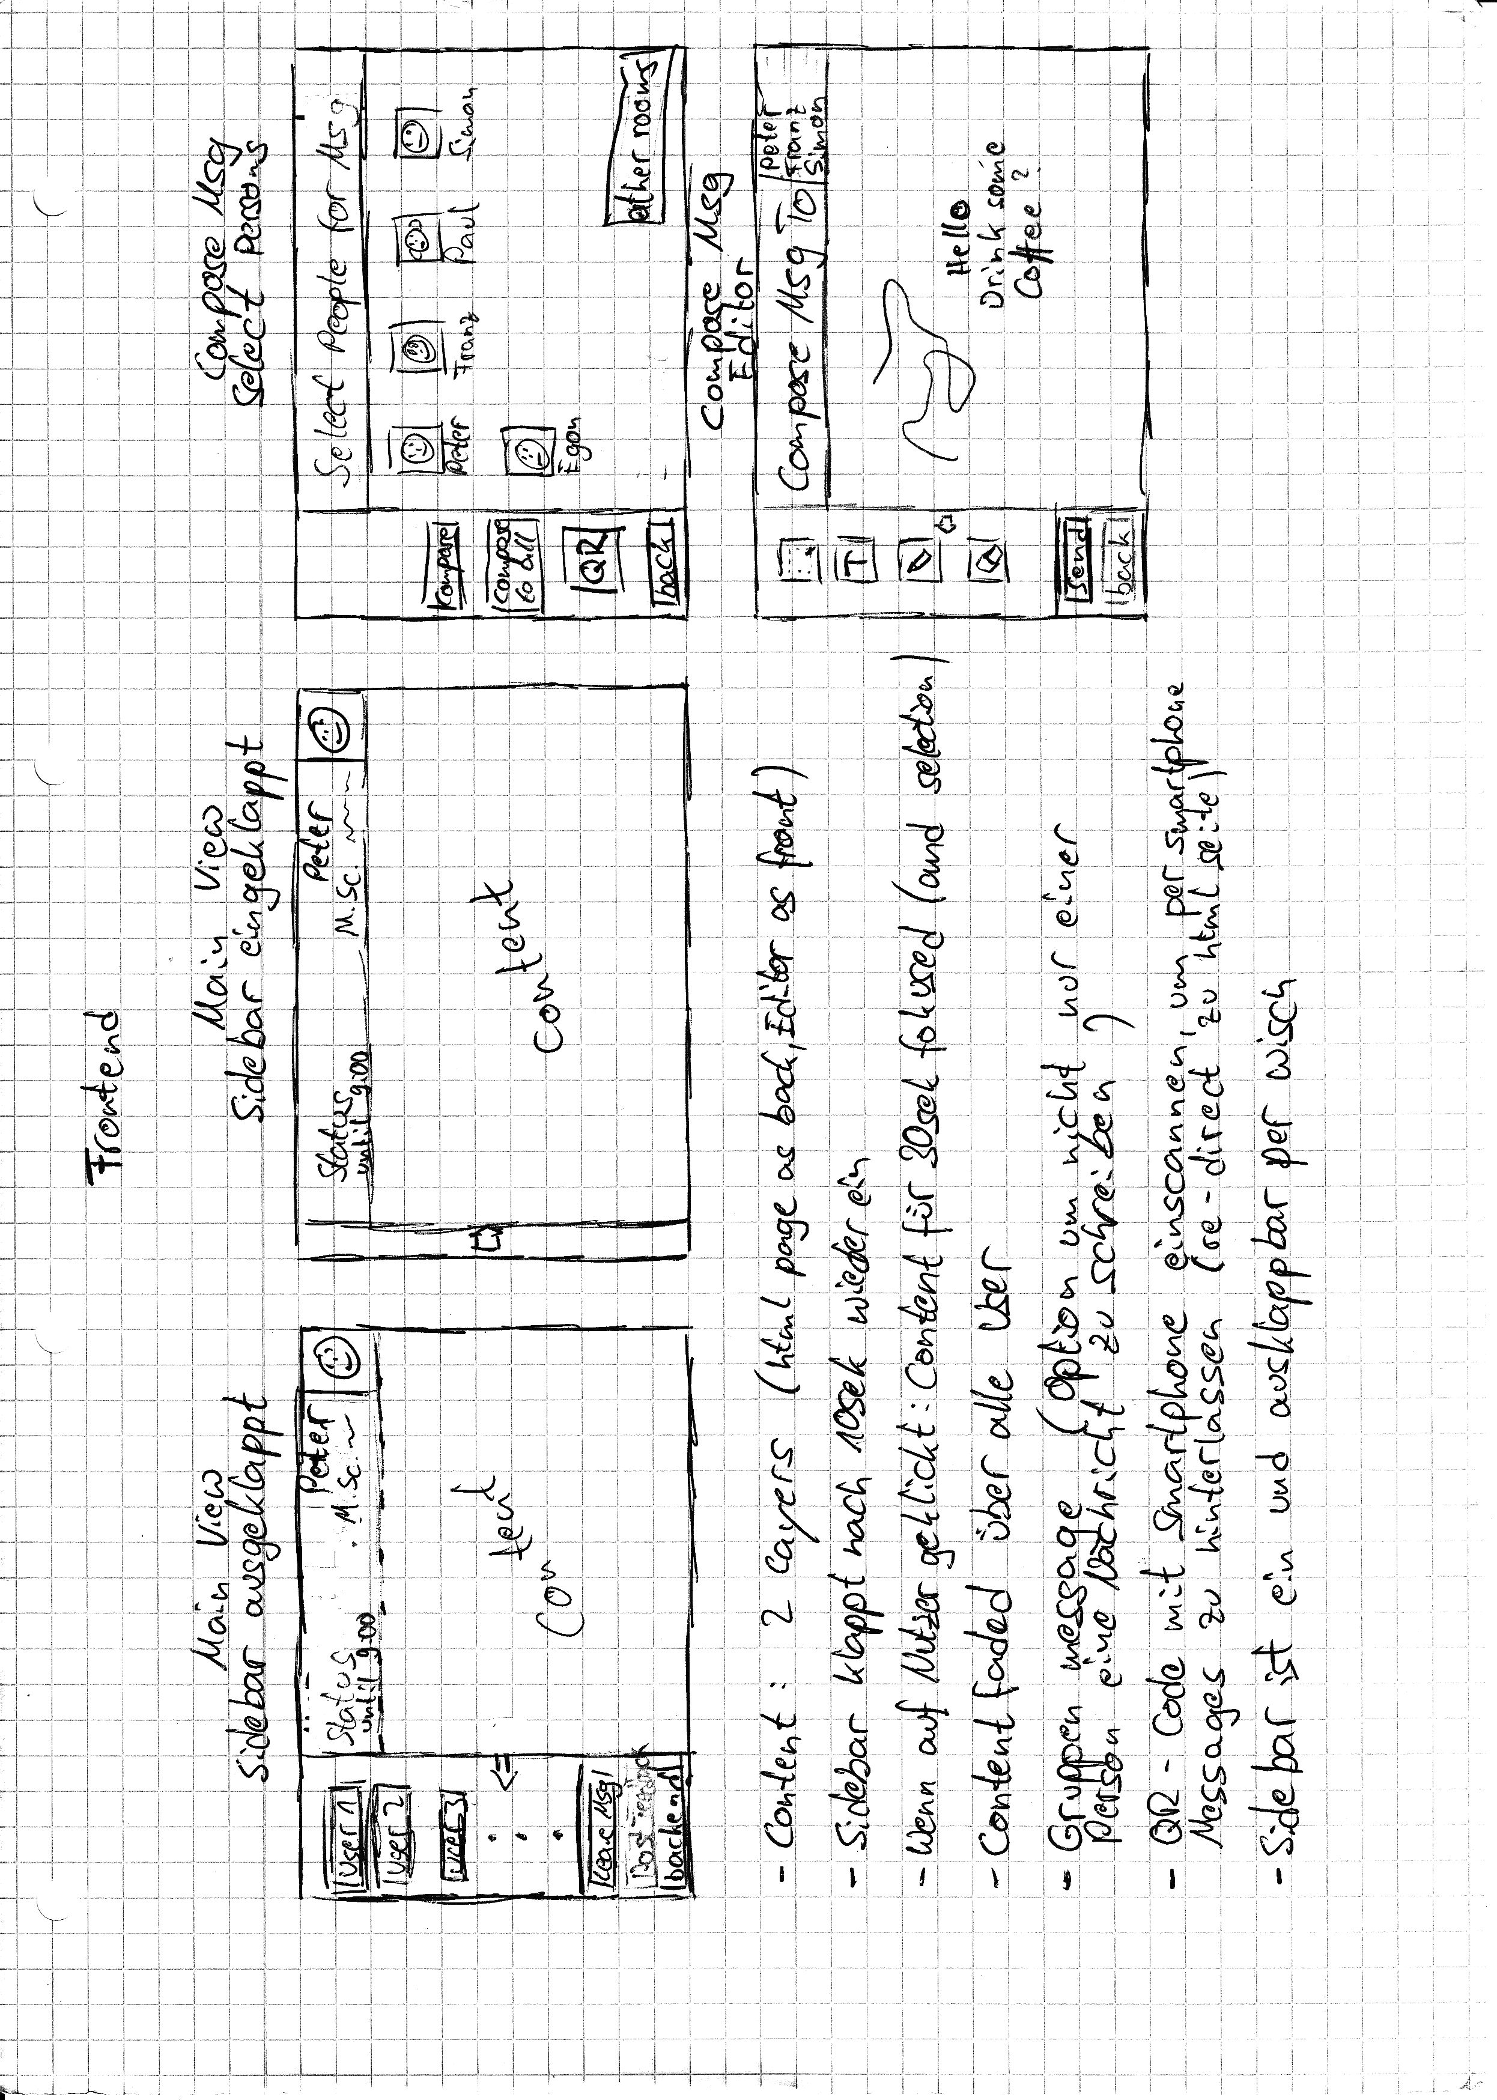 Frontend
Main View
Sidebar ausgeklappt
Status
until 9:00
Peter
M.Sc.
User 1
User 2
User 3
Con
tent
<=
Leave Msg
backend
Main View
Sidebar eingeklappt
Status
until 9:00
Peter
M.Sc.
con
tent
Compose Msg
Select Persons
Select People for Msg
Peter
Franz
Paul
Simon
Egon
Kompose
Compose
to all
QR
back
other rooms
Compose Msg
Editor
Compose Msg To
Peter
Franz
Simon
T
Hello
Drink some
Coffee?
send
back
- Content: 2 Layers (html page as back, Editor as front)
- Sidebar klappt nach 10sek wieder ein
- Wenn auf Nutzer geklickt: Content für 30sek fokused (and selection)
- Content faded über alle User
- Gruppen message (Option um nicht nur einer
Person eine Nachricht zu schreiben)
- QR-Code mit Smartphone einscannen, um per smartphone
Messages zu hinterlassen (re-direct zu html seite)
- Sidebar ist ein und ausklappbar per wisch